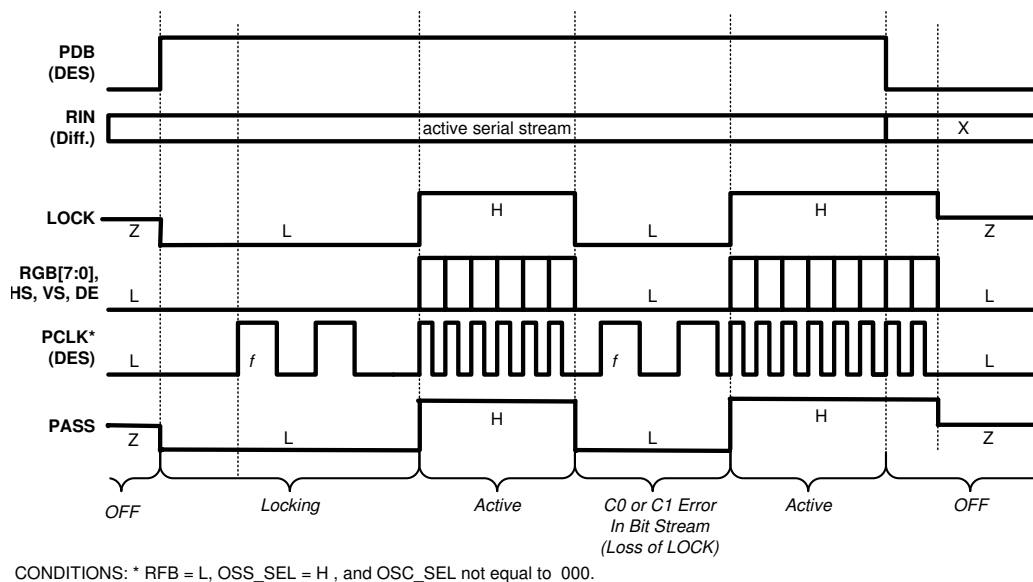 PDB
(DES)
RIN
(Diff.)
active serial stream
X
LOCK
Z
L
H
L
H
Z
RGB[7:0],
HS, VS, DE
L
L
L
PCLK*
(DES)
L
f
f
L
PASS
Z
L
H
L
H
Z
OFF
Locking
Active
C0 or C1 Error
In Bit Stream
(Loss of LOCK)
Active
OFF
CONDITIONS: * RFB = L, OSS_SEL = H , and OSC_SEL not equal to 000.